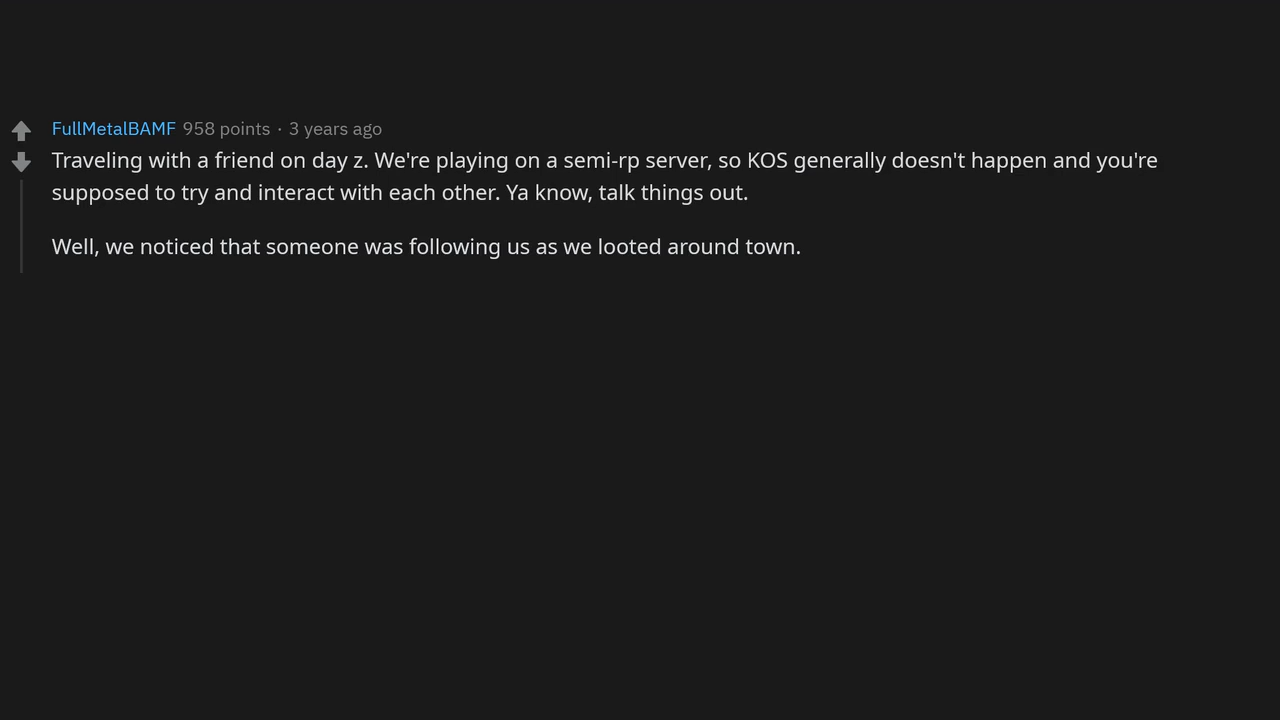 FullMetalBAMF 958 points · 3 years ago
Traveling with a friend on day z. We're playing on a semi-rp server, so KOS generally doesn't happen and you're
supposed to try and interact with each other. Ya know, talk things out.
Well, we noticed that someone was following us as we looted around town.